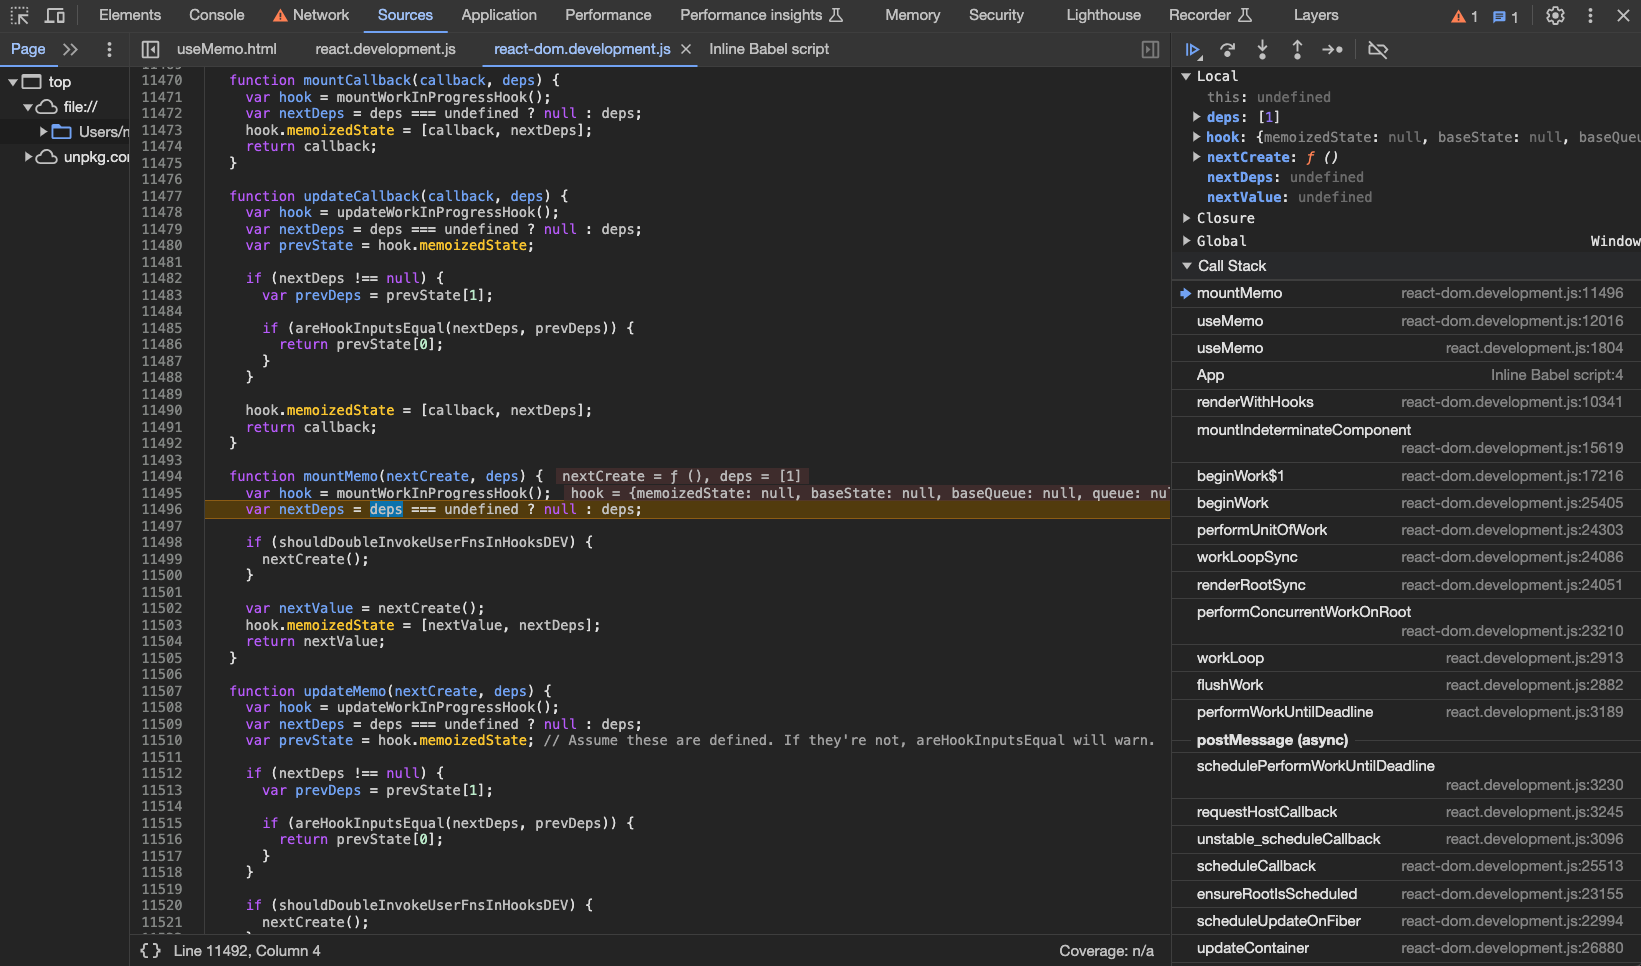 Elements Console Network Sources Application Performance Performance insights Memory Security Lighthouse Recorder Layers 1 1
Page useMemo.html react.development.js react-dom.development.js Inline Babel script
top
file://
Users/
unpkg.co
11470 function mountCallback(callback, deps) {
11471 var hook = mountWorkInProgressHook();
11472 var nextDeps = deps === undefined ? null : deps;
11473 hook.memoizedState = [callback, nextDeps];
11474 return callback;
11475 }
11476
11477 function updateCallback(callback, deps) {
11478 var hook = updateWorkInProgressHook();
11479 var nextDeps = deps === undefined ? null : deps;
11480 var prevState = hook.memoizedState;
11481
11482 if (nextDeps !== null) {
11483 var prevDeps = prevState[1];
11484
11485 if (areHookInputsEqual(nextDeps, prevDeps)) {
11486 return prevState[0];
11487 }
11488 }
11489
11490 hook.memoizedState = [callback, nextDeps];
11491 return callback;
11492 }
11493
11494 function mountMemo(nextCreate, deps) { nextCreate = ƒ (), deps = [1]
11495 var hook = mountWorkInProgressHook(); hook = {memoizedState: null, baseState: null, baseQueue: null, queue: nu
11496 var nextDeps = deps === undefined ? null : deps;
11497
11498 if (shouldDoubleInvokeUserFnsInHooksDEV) {
11499 nextCreate();
11500 }
11501
11502 var nextValue = nextCreate();
11503 hook.memoizedState = [nextValue, nextDeps];
11504 return nextValue;
11505 }
11506
11507 function updateMemo(nextCreate, deps) {
11508 var hook = updateWorkInProgressHook();
11509 var nextDeps = deps === undefined ? null : deps;
11510 var prevState = hook.memoizedState; // Assume these are defined. If they're not, areHookInputsEqual will warn.
11511
11512 if (nextDeps !== null) {
11513 var prevDeps = prevState[1];
11514
11515 if (areHookInputsEqual(nextDeps, prevDeps)) {
11516 return prevState[0];
11517 }
11518 }
11519
11520 if (shouldDoubleInvokeUserFnsInHooksDEV) {
11521 nextCreate();
{} Line 11492, Column 4 Coverage: n/a
Local
this: undefined
deps: [1]
hook: {memoizedState: null, baseState: null, baseQueu
nextCreate: ƒ ()
nextDeps: undefined
nextValue: undefined
Closure
Global Window
Call Stack
mountMemo react-dom.development.js:11496
useMemo react-dom.development.js:12016
useMemo react.development.js:1804
App Inline Babel script:4
renderWithHooks react-dom.development.js:10341
mountIndeterminateComponent
react-dom.development.js:15619
beginWork$1 react-dom.development.js:17216
beginWork react-dom.development.js:25405
performUnitOfWork react-dom.development.js:24303
workLoopSync react-dom.development.js:24086
renderRootSync react-dom.development.js:24051
performConcurrentWorkOnRoot
react-dom.development.js:23210
workLoop react.development.js:2913
flushWork react.development.js:2882
performWorkUntilDeadline react.development.js:3189
postMessage (async)
schedulePerformWorkUntilDeadline
react.development.js:3230
requestHostCallback react.development.js:3245
unstable_scheduleCallback react.development.js:3096
scheduleCallback react-dom.development.js:25513
ensureRootIsScheduled react-dom.development.js:23155
scheduleUpdateOnFiber react-dom.development.js:22994
updateContainer react-dom.development.js:26880